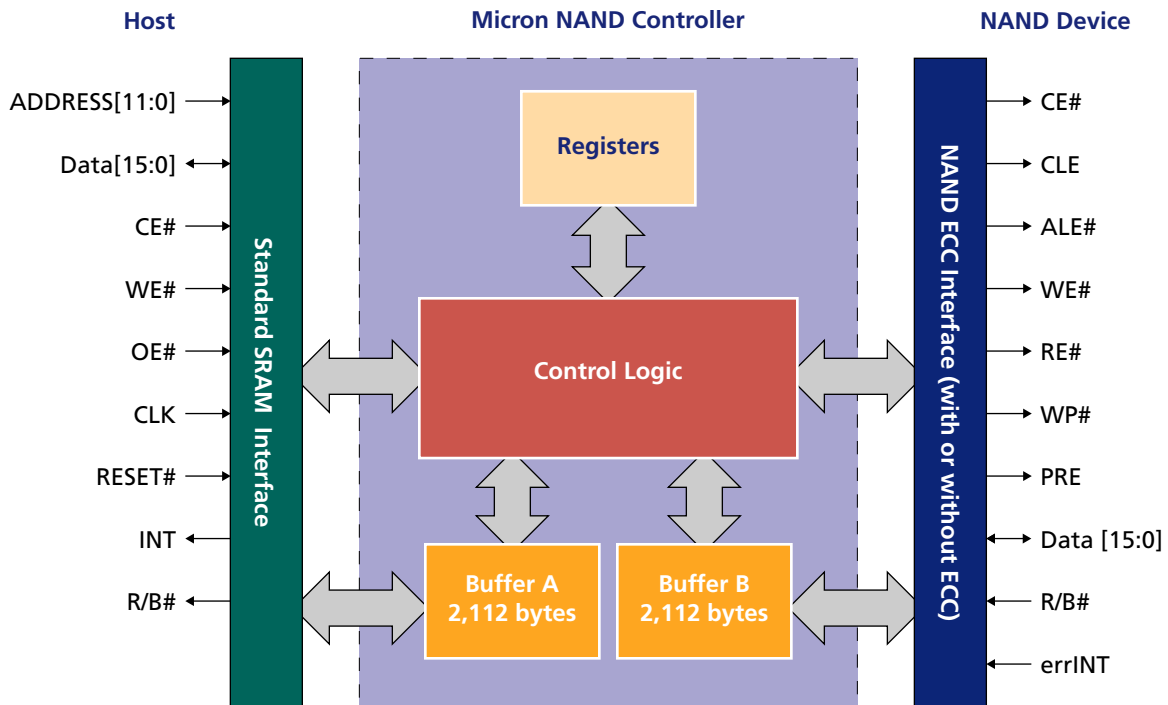 Host
Micron NAND Controller
NAND Device
ADDRESS[11:0]
Data[15:0]
CE#
WE#
OE#
CLK
RESET#
INT
R/B#
Standard SRAM Interface
Registers
Control Logic
Buffer A
2,112 bytes
Buffer B
2,112 bytes
NAND ECC Interface (with or without ECC)
CE#
CLE
ALE#
WE#
RE#
WP#
PRE
Data [15:0]
R/B#
errINT